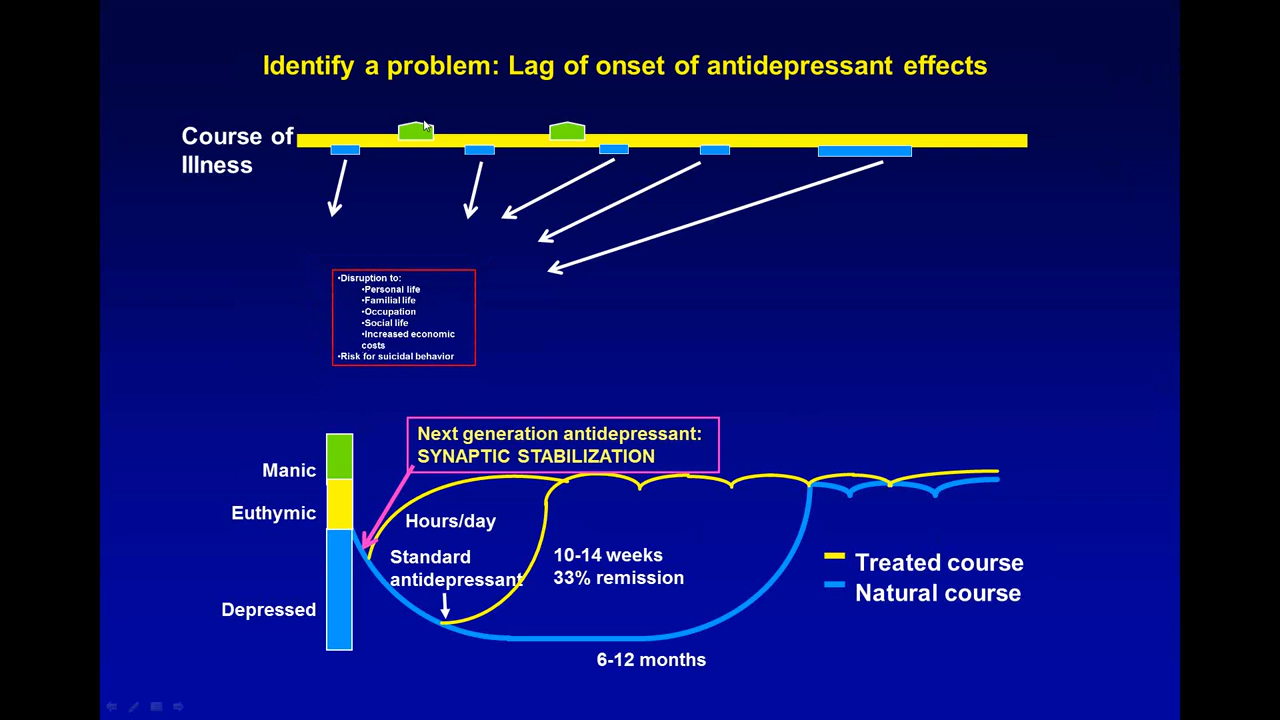 Identify a problem: Lag of onset of antidepressant effects
Course of
Illness
•Disruption to:
•Personal life
•Familial life
•Occupation
•Social life
•Increased economic
costs
•Risk for suicidal behavior
Next generation antidepressant:
SYNAPTIC STABILIZATION
Manic
Euthymic
Depressed
Hours/day
Standard
antidepressant
10-14 weeks
33% remission
6-12 months
Treated course
Natural course